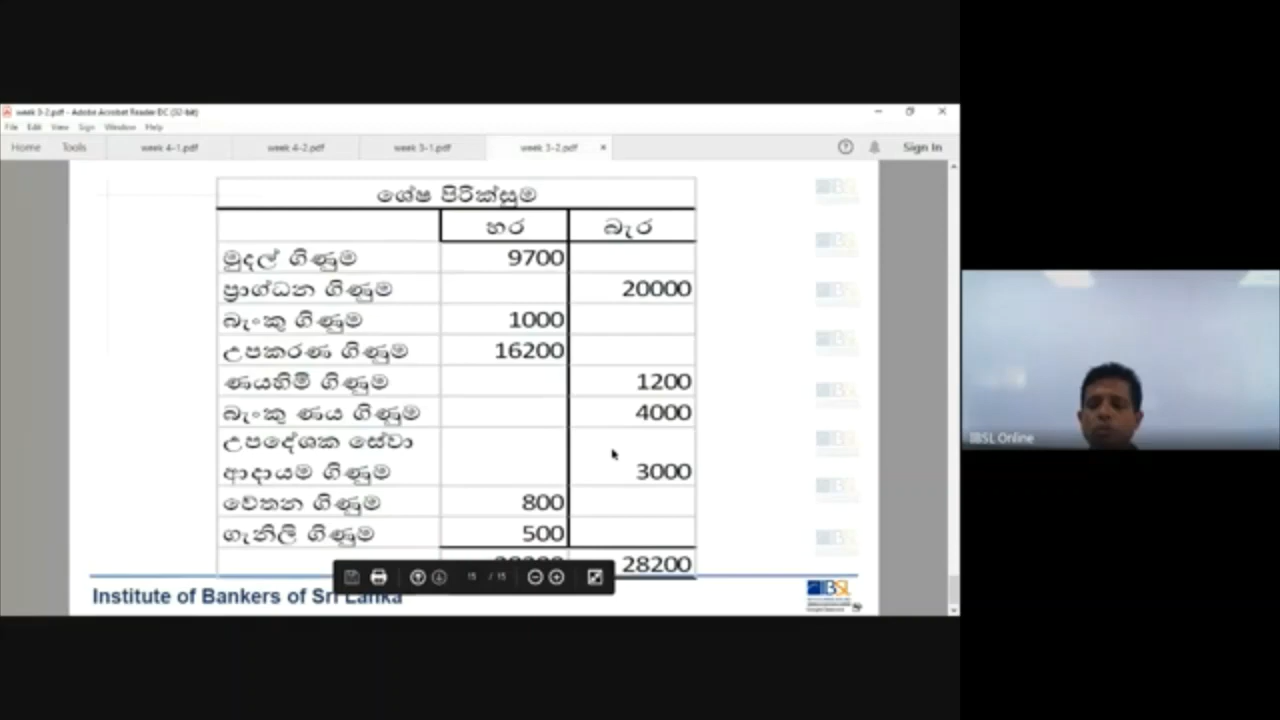 week 3-2.pdf - Adobe Acrobat Reader DC (32-bit)
File Edit View Sign Window Help
Home Tools week 4-1.pdf week 4-2.pdf week 3-1.pdf week 3-2.pdf × Sign In
ශේෂ පිරික්සුම
හර බැර
මුදල් ගිණුම 9700
ප්‍රාග්ධන ගිණුම 20000
බැංකු ගිණුම 1000
උපකරණ ගිණුම 16200
ණයහිමි ගිණුම 1200
බැංකු ණය ගිණුම 4000
උපදේශක සේවා
ආදායම ගිණුම 3000
වේතන ගිණුම 800
ගැනිලි ගිණුම 500
28200
15 / 15
Institute of Bankers of Sri Lanka
IBSL
IBSL Online